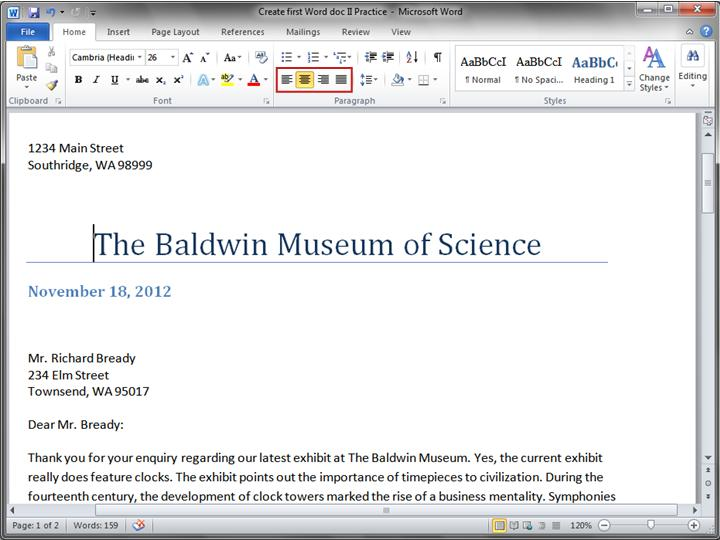 Create first Word doc II Practice - Microsoft Word
File Home Insert Page Layout References Mailings Review View
Paste
Cambria (Headi 26 A A Aa
B I U abc x₂ x² A ab A
AaBbCcI AaBbCcI AaBbC
¶ Normal ¶ No Spaci... Heading 1
Change Styles
Editing
Clipboard Font Paragraph Styles
1234 Main Street
Southridge, WA 98999
The Baldwin Museum of Science
November 18, 2012
Mr. Richard Bready
234 Elm Street
Townsend, WA 95017
Dear Mr. Bready:
Thank you for your enquiry regarding our latest exhibit at The Baldwin Museum. Yes, the current exhibit
really does feature clocks. The exhibit points out the importance of timepieces to civilization. During the
fourteenth century, the development of clock towers marked the rise of a business mentality. Symphonies
Page: 1 of 2 Words: 159 120%